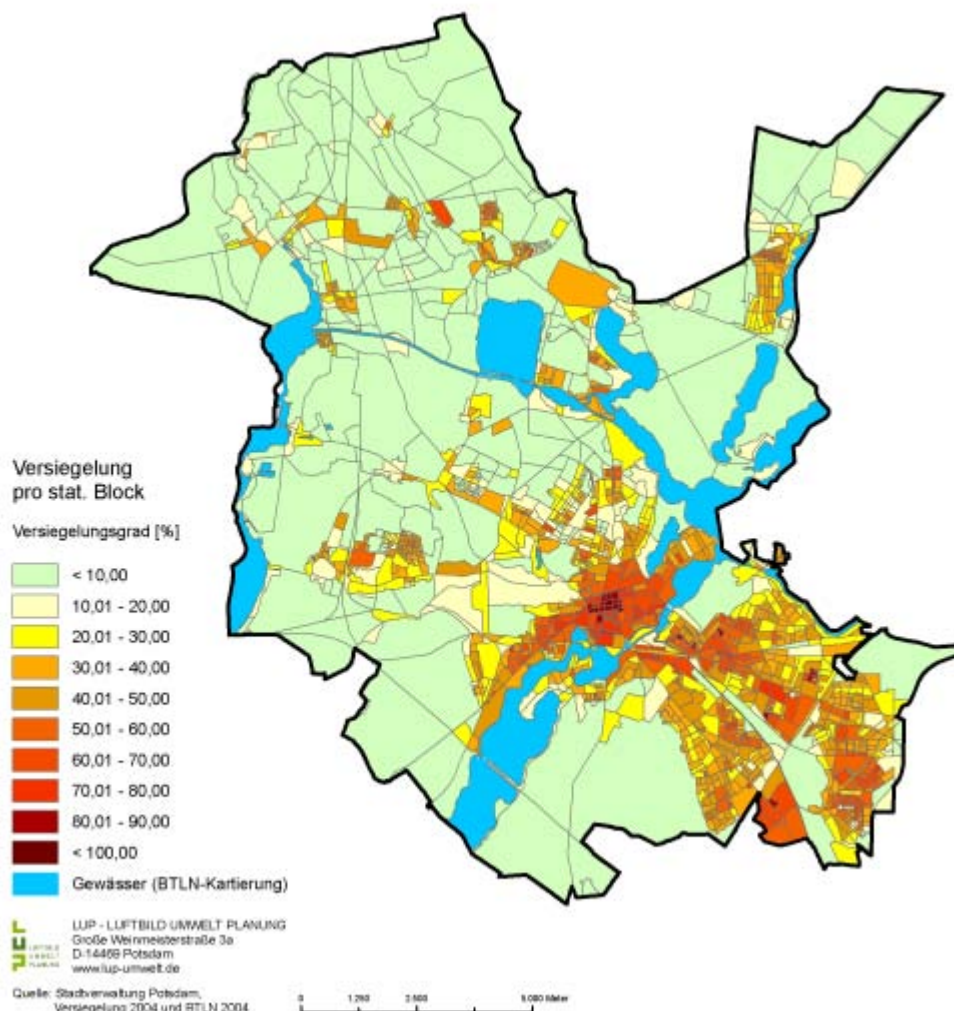 Versiegelung
pro stat. Block
Versiegelungsgrad [%]
< 10,00
10,01 - 20,00
20,01 - 30,00
30,01 - 40,00
40,01 - 50,00
50,01 - 60,00
60,01 - 70,00
70,01 - 80,00
80,01 - 90,00
< 100,00
Gewässer (BTLN-Kartierung)
LUFTBILD
UMWELT
PLANUNG
LUP - LUFTBILD UMWELT PLANUNG
Große Weinmeisterstraße 3a
D-14469 Potsdam
www.lup-umwelt.de
Quelle: Stadtverwaltung Potsdam,
Versiegelung 2004 und BTLN 2004
0 1.250 2.500 5.000 Meter